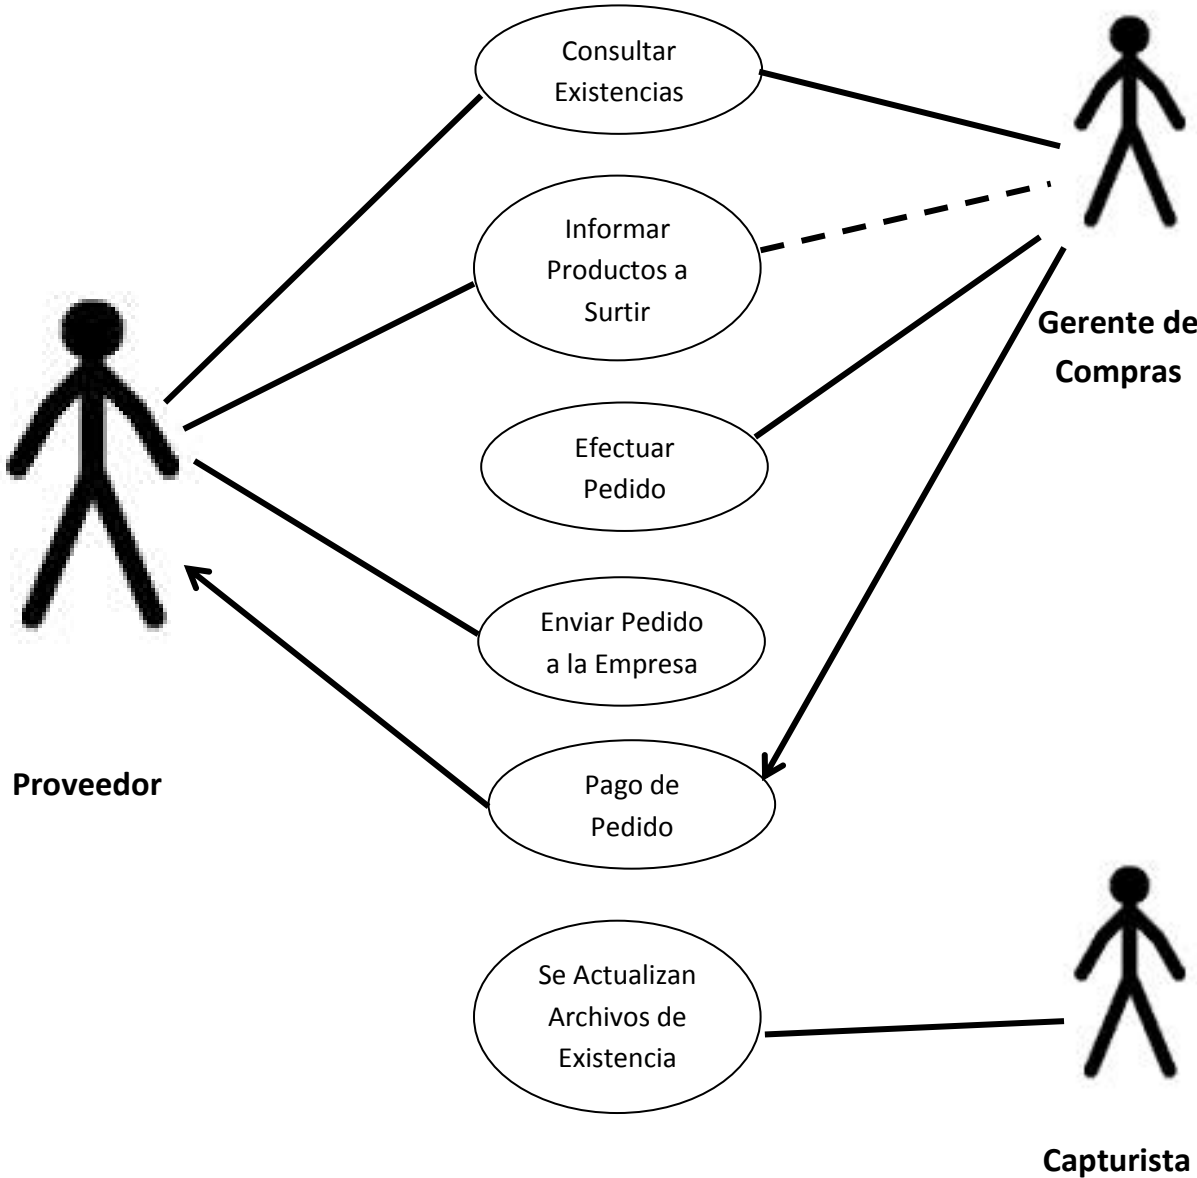 Consultar
Existencias
Informar
Productos a
Surtir
Gerente de
Compras
Efectuar
Pedido
Enviar Pedido
a la Empresa
Proveedor
Pago de
Pedido
Se Actualizan
Archivos de
Existencia
Capturista